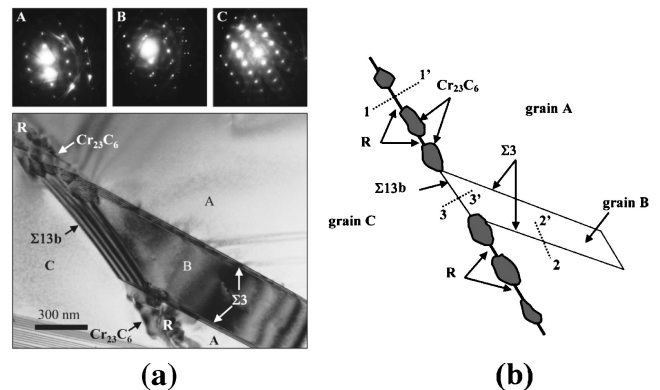 A
B
C
R
Cr23C6
A
Σ13b
B
C
Σ3
300 nm
Cr23C6
R
A
(a)
1'
Cr23C6
1
grain A
R
Σ3
Σ13b
3'
grain B
3
2'
grain C
2
R
(b)